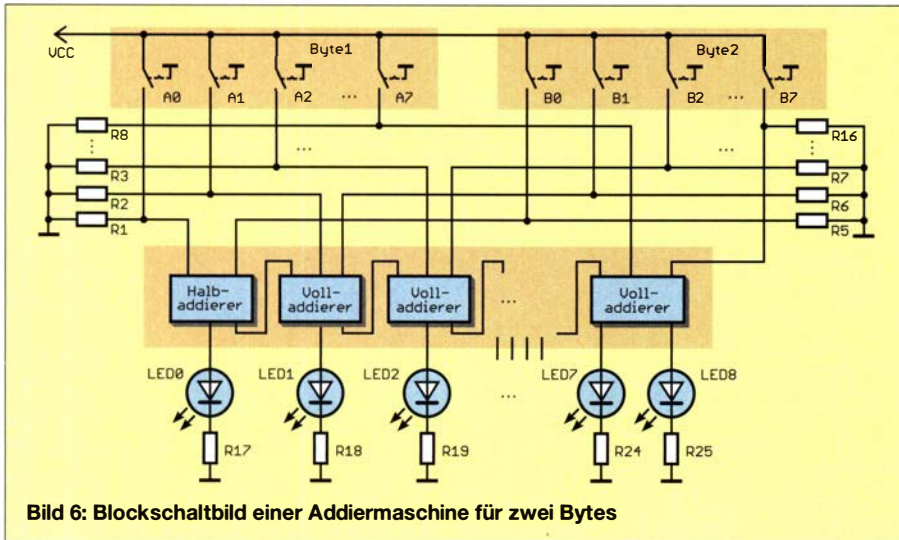 VCC
Byte1
Byte2
A0 A1 A2 ... A7
B0 B1 B2 ... B7
R8
R16
...
...
R3
R7
R2
R6
R1
R5
Halb-
addierer
Voll-
addierer
Voll-
addierer
...
Voll-
addierer
LED0
LED1
LED2
...
LED7
LED8
R17
R18
R19
R24
R25
Bild 6: Blockschaltbild einer Addiermaschine für zwei Bytes